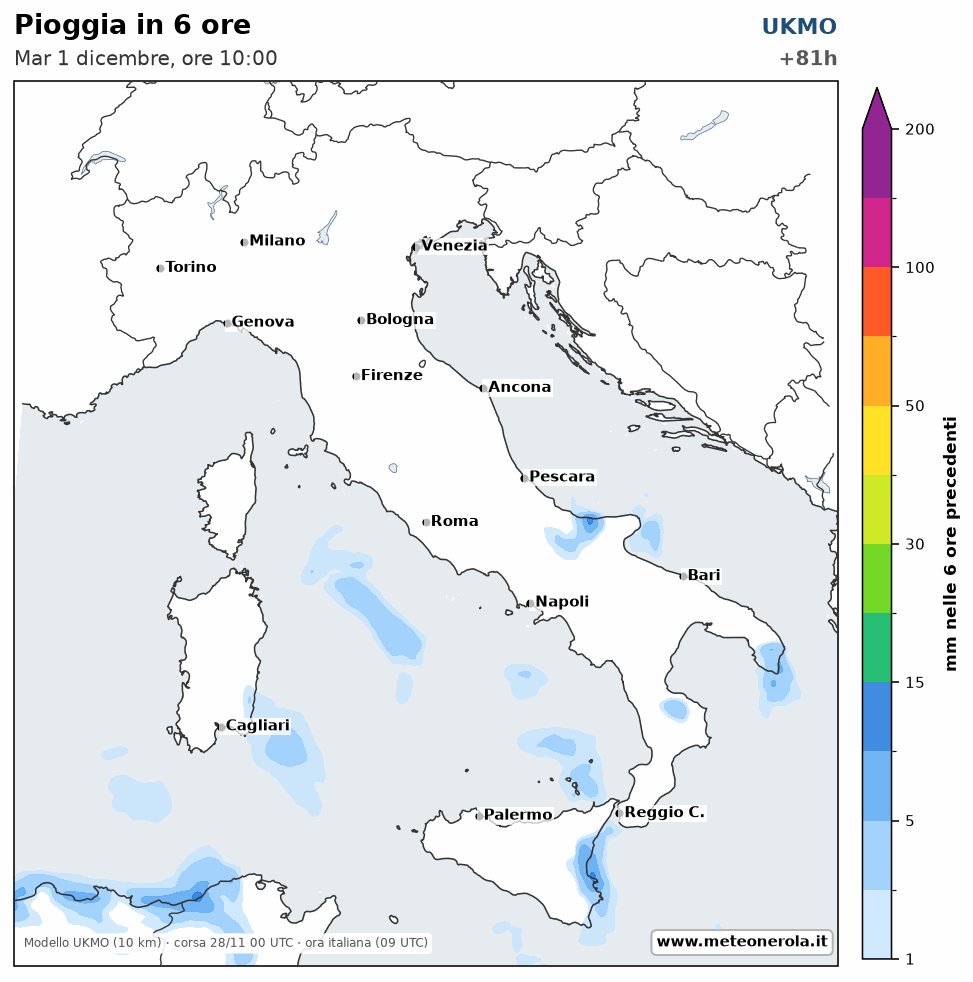 Pioggia in 6 ore
UKMO
Mar 1 dicembre, ore 10:00
+81h
200
Milano
Venezia
Torino
100
Genova
Bologna
Firenze
Ancona
50
Pescara
Roma
30
Bari
Napoli
15
Cagliari
Palermo
Reggio C.
5
mm nelle 6 ore precedenti
Modello UKMO (10 km) · corsa 28/11 00 UTC · ora italiana (09 UTC)
www.meteonerola.it
1